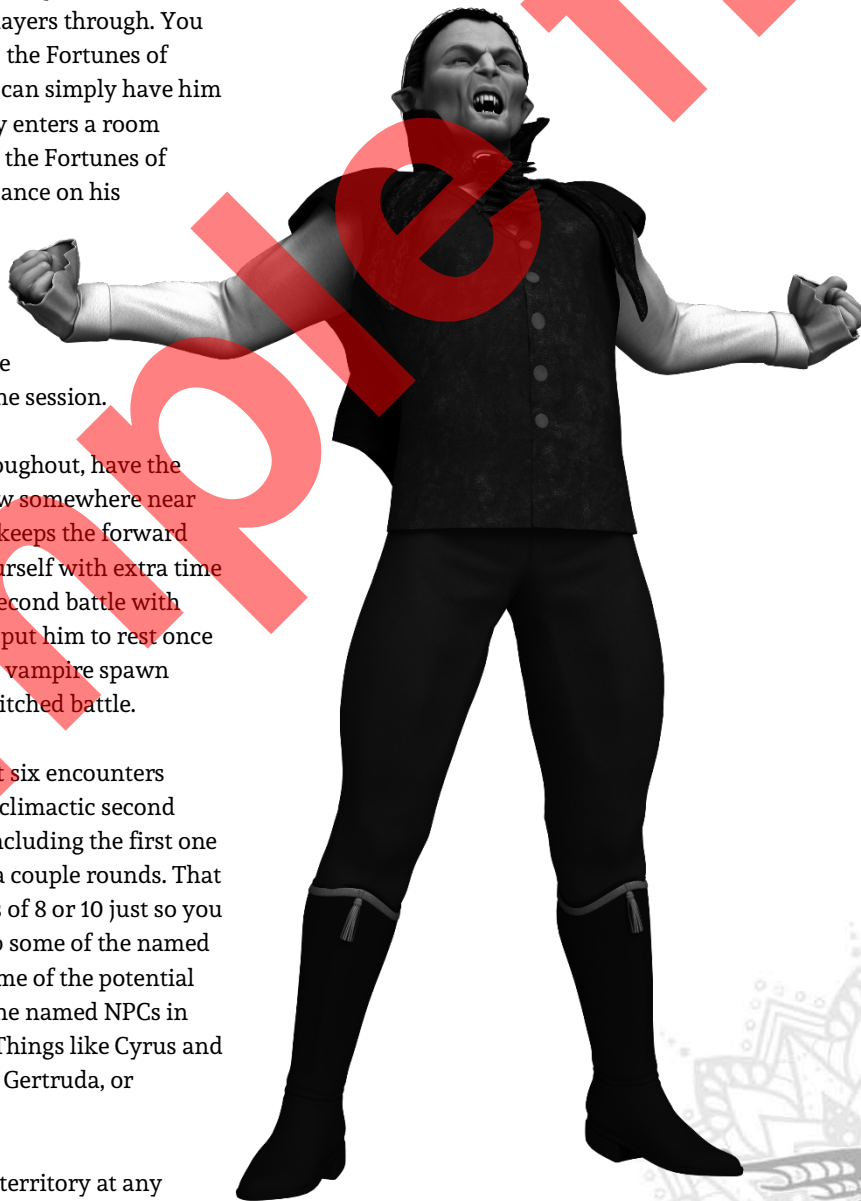 ayers through. You
the Fortunes of
can simply have him
y enters a room
the Fortunes of
ance on his
e
ne session.
oughout, have the
w somewhere near
keeps the forward
urself with extra time
econd battle with
put him to rest once
vampire spawn
itched battle.
t six encounters
climactic second
ncluding the first one
a couple rounds. That
s of 8 or 10 just so you
o some of the named
me of the potential
he named NPCs in
Things like Cyrus and
Gertruda, or
territory at any
mple fi